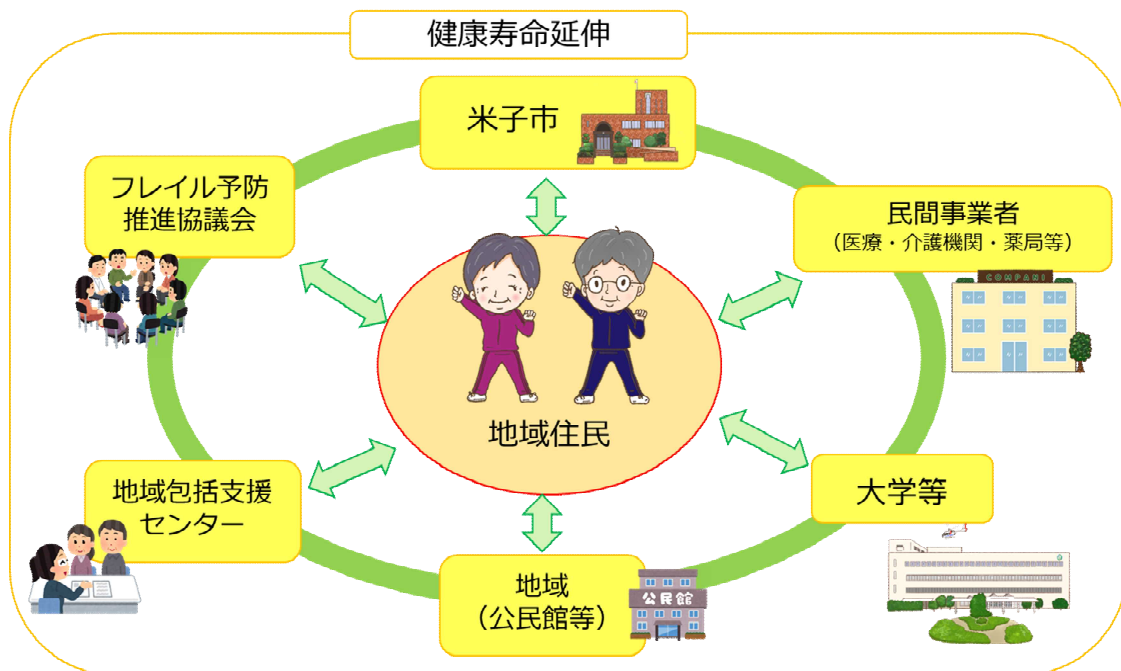 健康寿命延伸
米子市
フレイル予防
推進協議会
民間事業者
（医療・介護機関・薬局等）
COMPANI
地域住民
地域包括支援
センター
大学等
地域
（公民館等）
公民館